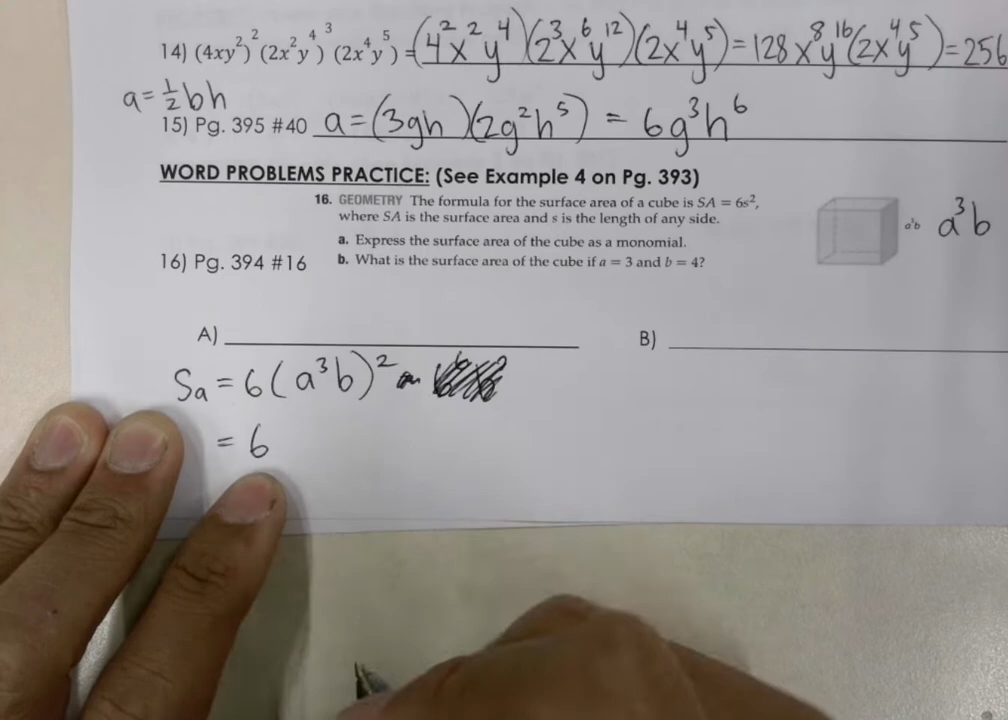 14) (4xy²)² (2x²y⁴)³ (2x⁴y⁵) = (4²x²y⁴)(2³x⁶y¹²)(2x⁴y⁵) = 128x⁸y¹⁶(2x⁴y⁵) = 256
a = ½bh
15) Pg. 395 #40 a = (3gh)(2g²h⁵) = 6g³h⁶
WORD PROBLEMS PRACTICE: (See Example 4 on Pg. 393)
16. GEOMETRY The formula for the surface area of a cube is SA = 6s²,
where SA is the surface area and s is the length of any side.
a³b a³b
a. Express the surface area of the cube as a monomial.
16) Pg. 394 #16 b. What is the surface area of the cube if a = 3 and b = 4?
A) B)
Sa = 6(a³b)²
= 6